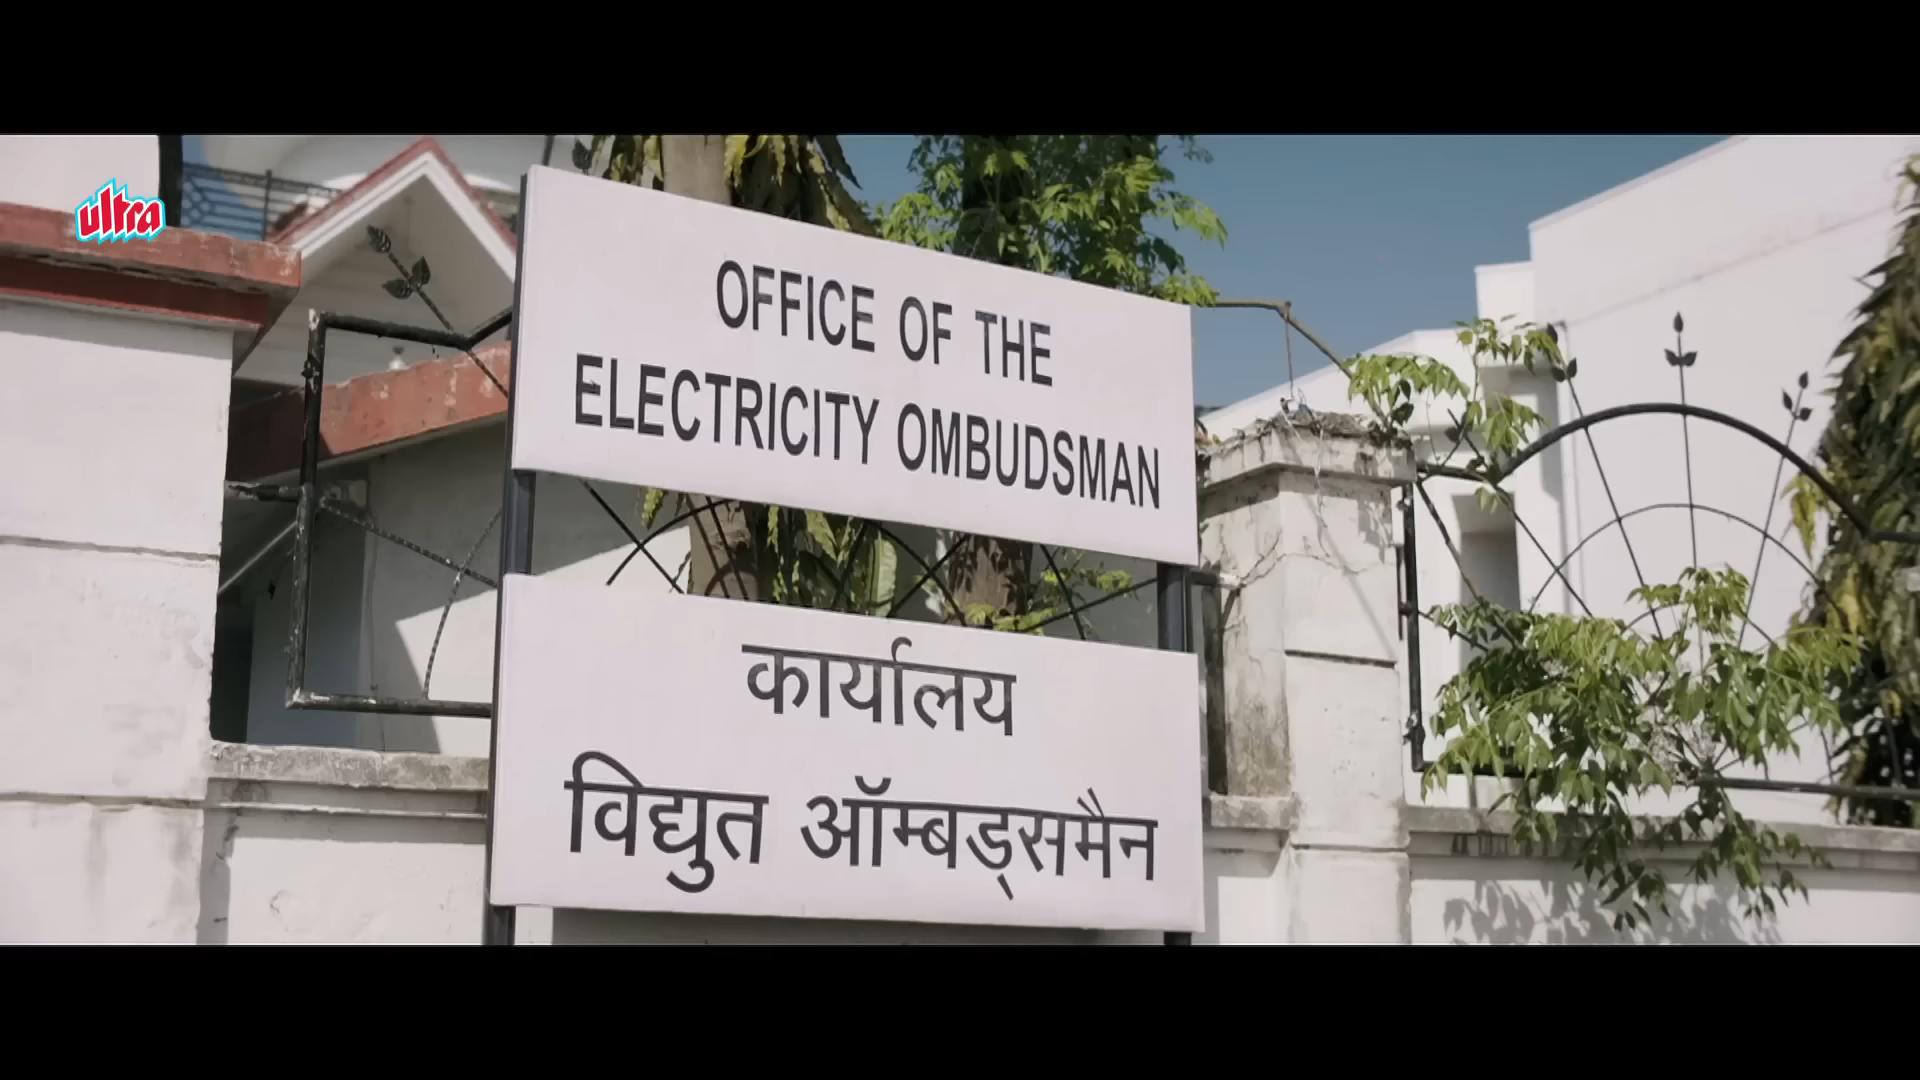 ultra
OFFICE OF THE
ELECTRICITY OMBUDSMAN
कार्यालय
विद्युत ऑम्बड्समैन